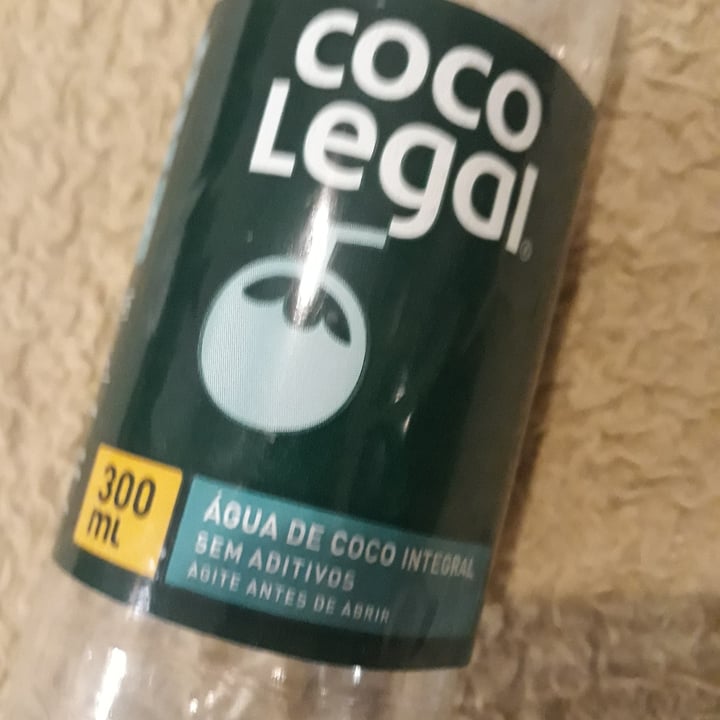 coco
Legal
300
mL
ÁGUA DE COCO INTEGRAL
SEM ADITIVOS
AGITE ANTES DE ABRIR